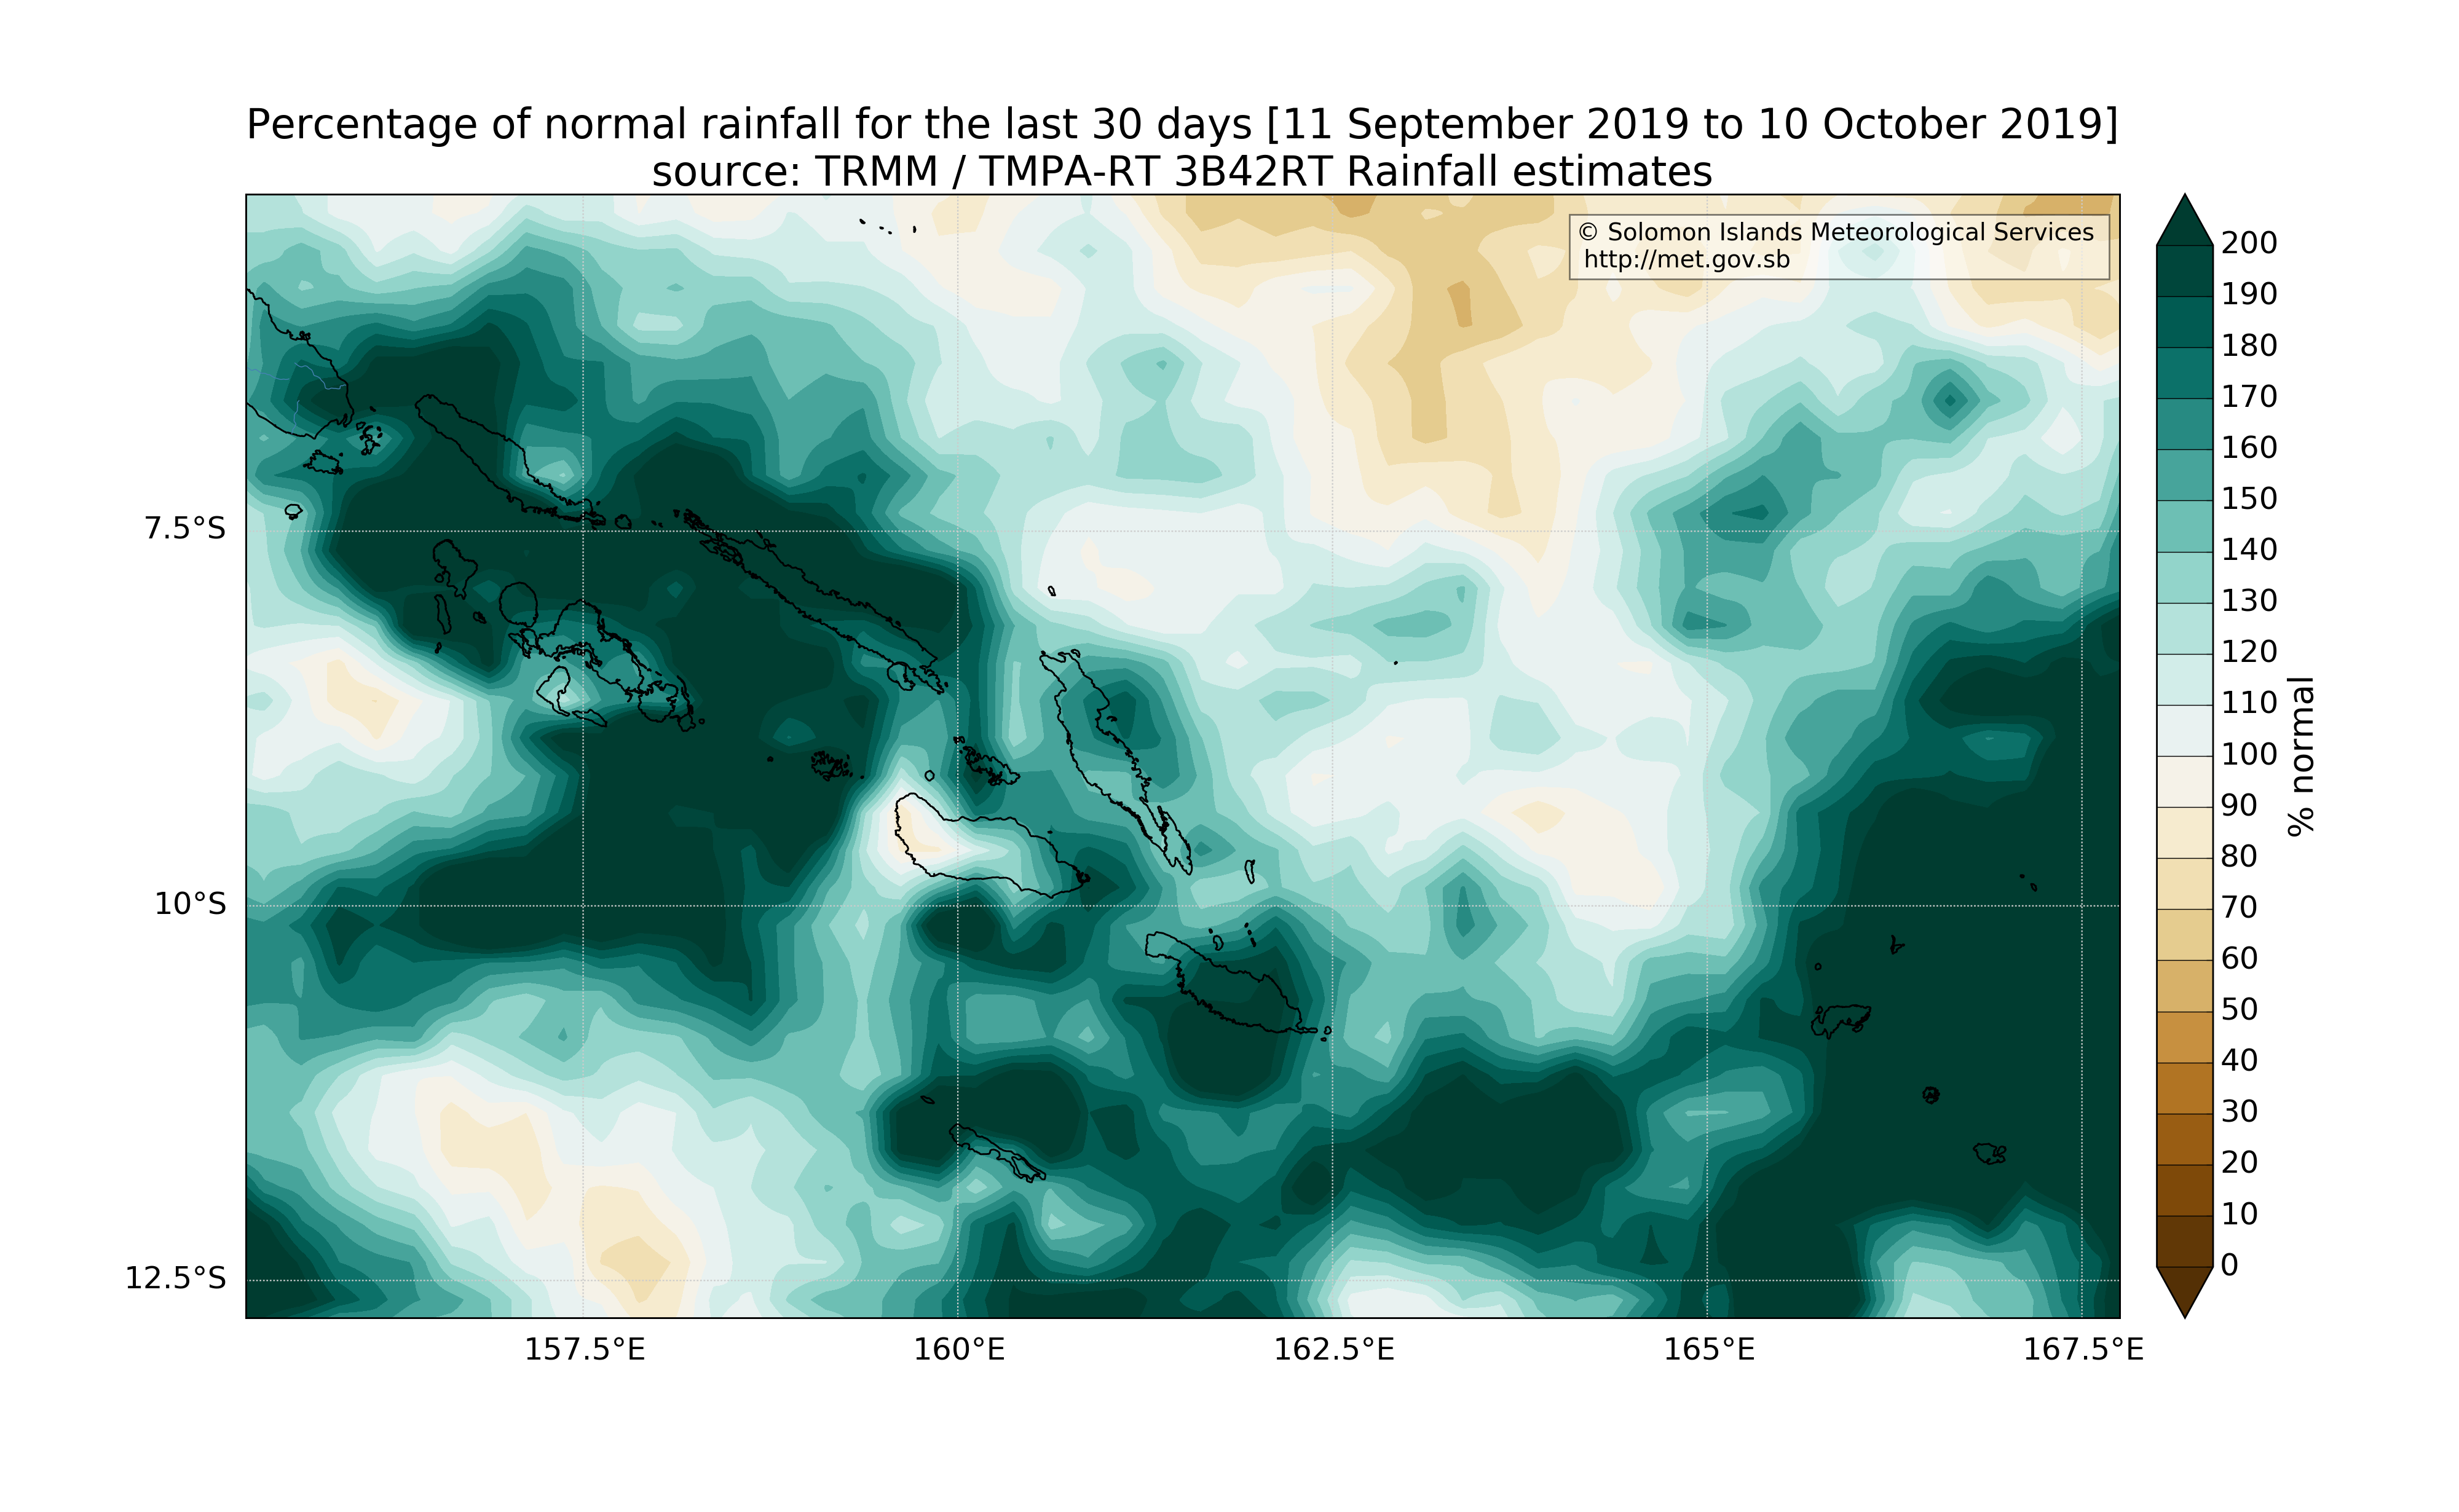 Percentage of normal rainfall for the last 30 days [11 September 2019 to 10 October 2019]
source: TRMM / TMPA-RT 3B42RT Rainfall estimates
© Solomon Islands Meteorological Services
http://met.gov.sb
7.5°S
10°S
12.5°S
157.5°E
160°E
162.5°E
165°E
167.5°E
200
190
180
170
160
150
140
130
120
110
100
90
80
70
60
50
40
30
20
10
0
% normal